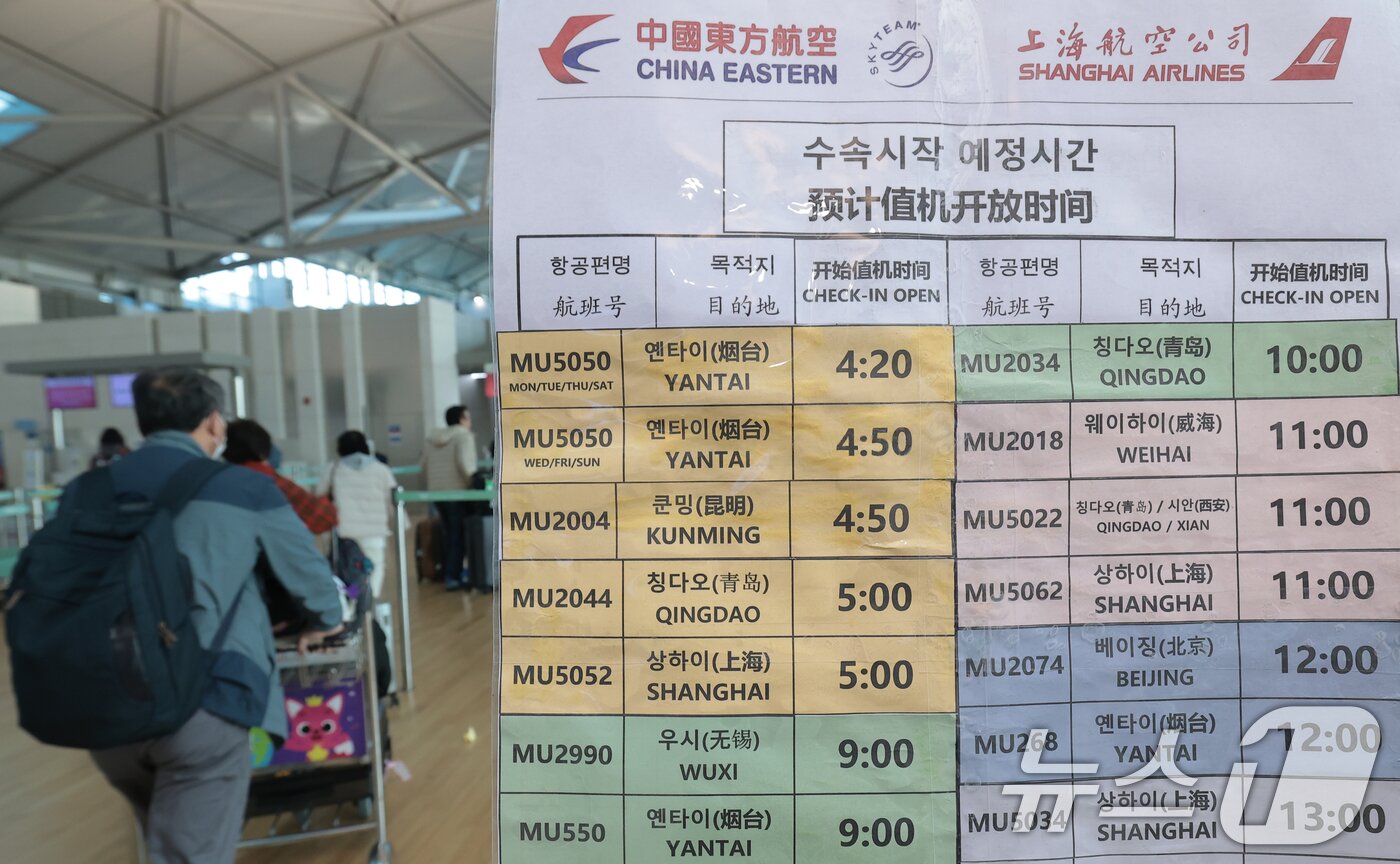 中國東方航空
CHINA EASTERN
SKYTEAM
上海航空公司
SHANGHAI AIRLINES
수속시작 예정시간
预计值机开放时间
항공편명 목적지 开始值机时间 항공편명 목적지 开始值机时间
航班号 目的地 CHECK-IN OPEN 航班号 目的地 CHECK-IN OPEN
MU5050 옌타이(烟台) 4:20
MON/TUE/THU/SAT YANTAI
MU5050 옌타이(烟台) 4:50
WED/FRI/SUN YANTAI
MU2004 쿤밍(昆明) 4:50
KUNMING
MU2044 칭다오(青岛) 5:00
QINGDAO
MU5052 상하이(上海) 5:00
SHANGHAI
MU2990 우시(无锡) 9:00
WUXI
MU550 옌타이(烟台) 9:00
YANTAI
MU2034 칭다오(青岛) 10:00
QINGDAO
MU2018 웨이하이(威海) 11:00
WEIHAI
MU5022 칭다오(青岛) / 시안(西安) 11:00
QINGDAO / XIAN
MU5062 상하이(上海) 11:00
SHANGHAI
MU2074 베이징(北京) 12:00
BEIJING
MU268 옌타이(烟台) 12:00
YANTAI
MU5034 상하이(上海) 13:00
SHANGHAI
뉴스1